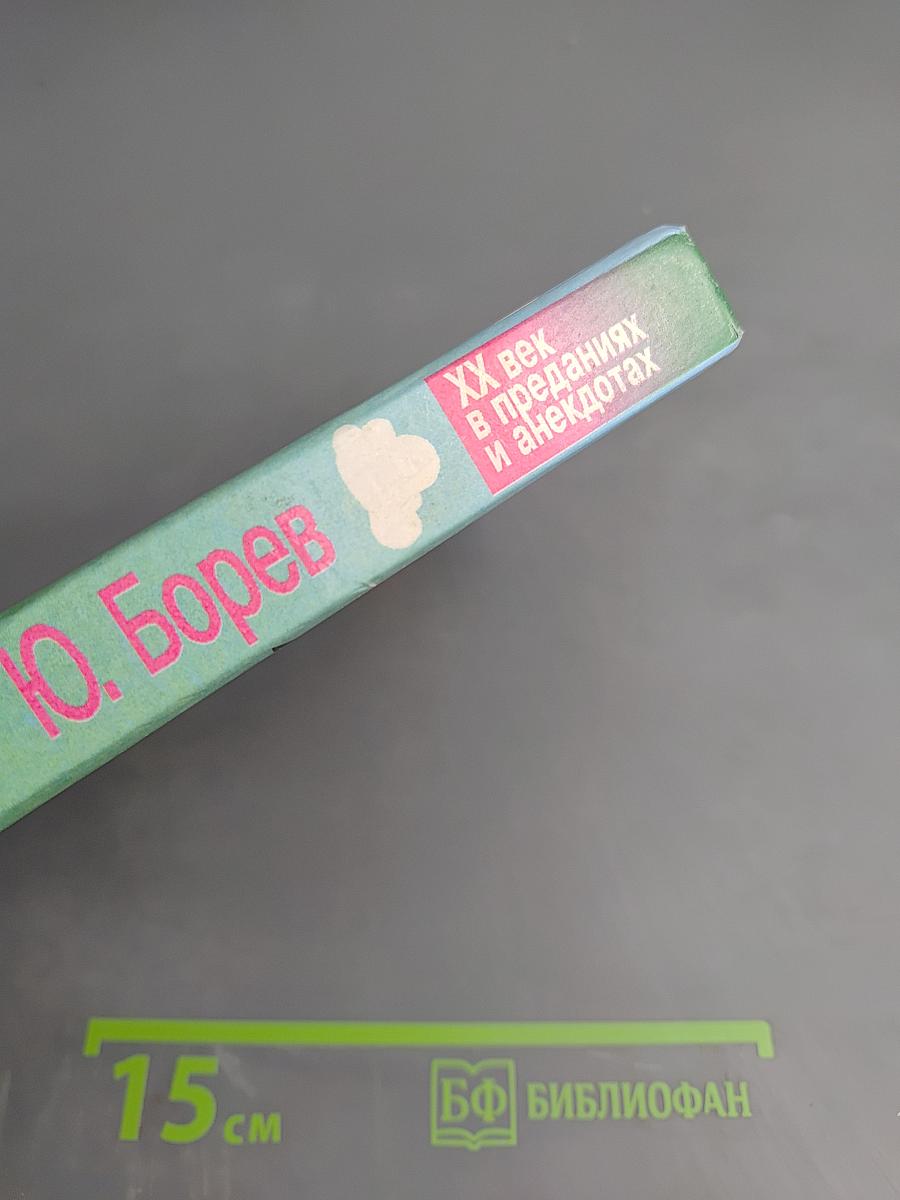 Ю. Борев
XX век
в преданиях
и анекдотах
15 см
БФ БИБЛИОФАН